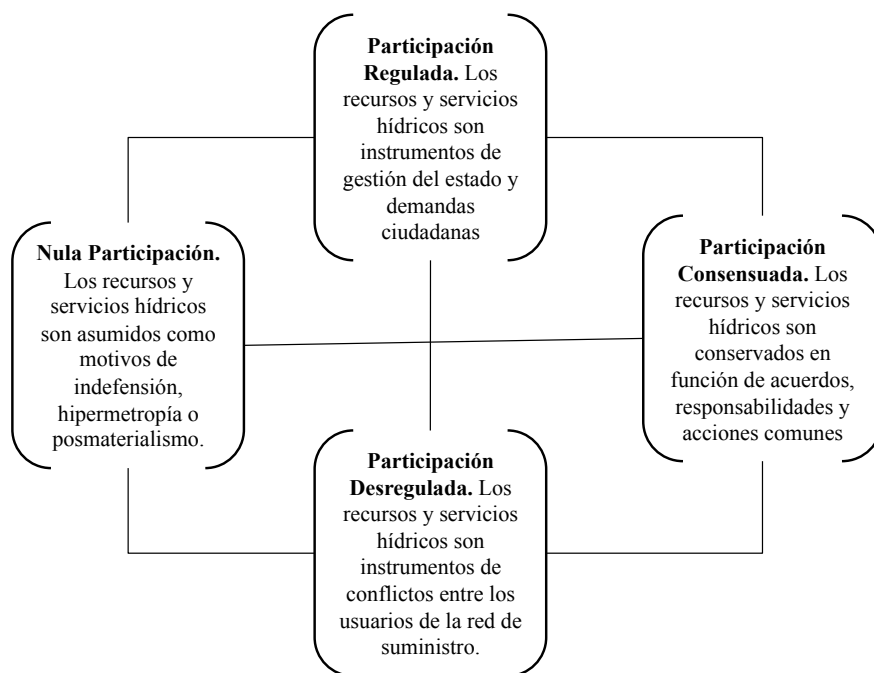 Participación
Regulada. Los
recursos y servicios
hídricos son
instrumentos de
gestión del estado y
demandas
ciudadanas
Nula Participación.
Los recursos y
servicios hídricos
son asumidos como
motivos de
indefensión,
hipermetropía o
posmaterialismo.
Participación
Consensuada. Los
recursos y servicios
hídricos son
conservados en
función de acuerdos,
responsabilidades y
acciones comunes
Participación
Desregulada. Los
recursos y servicios
hídricos son
instrumentos de
conflictos entre los
usuarios de la red de
suministro.